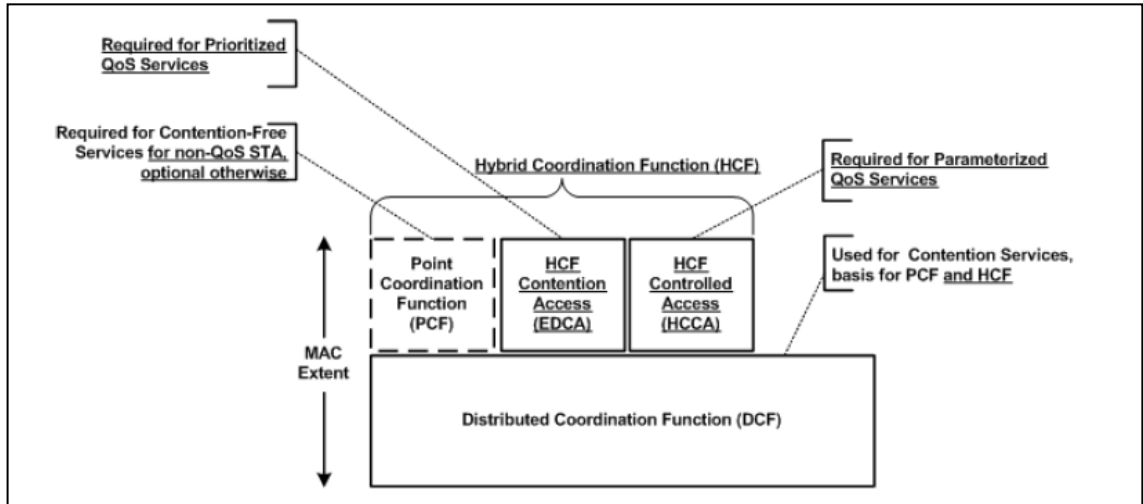 Required for Prioritized
QoS Services
Required for Contention-Free
Services for non-QoS STA,
optional otherwise
Hybrid Coordination Function (HCF)
Required for Parameterized
QoS Services
Used for Contention Services,
basis for PCF and HCF
MAC
Extent
Point
Coordination
Function
(PCF)
HCF
Contention
Access
(EDCA)
HCF
Controlled
Access
(HCCA)
Distributed Coordination Function (DCF)